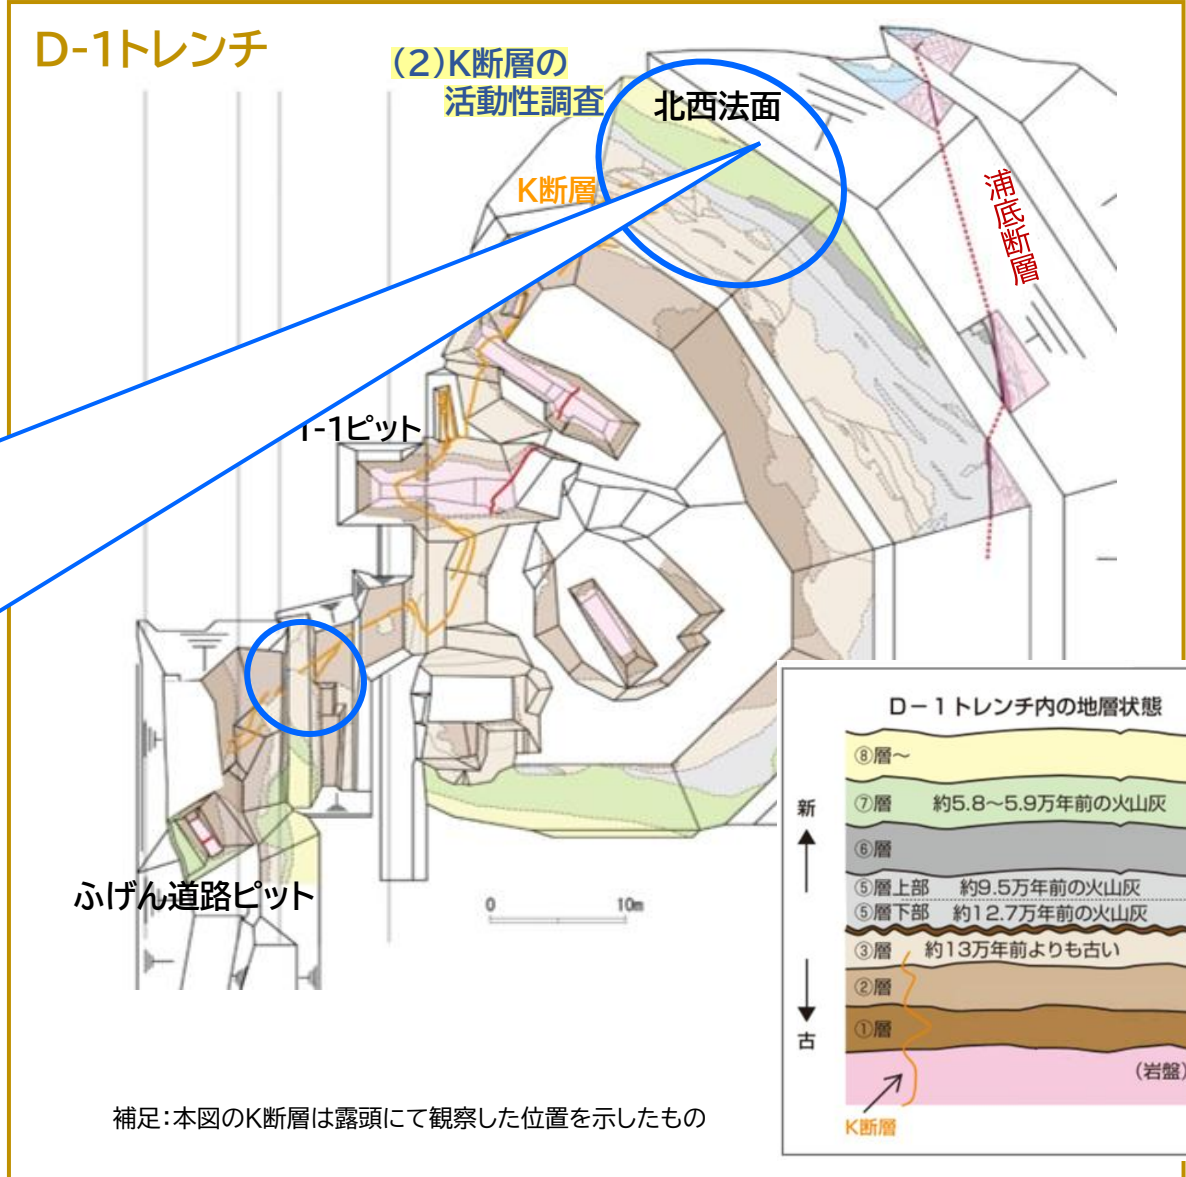 D-1トレンチ
(2)K断層の
活動性調査
北西法面
K断層
浦底断層
1-1ピット
ふげん道路ピット
0 10m
補足：本図のK断層は露頭にて観察した位置を示したもの
D－1トレンチ内の地層状態
新
古
⑧層～
⑦層 約5.8～5.9万年前の火山灰
⑥層
⑤層上部 約9.5万年前の火山灰
⑤層下部 約12.7万年前の火山灰
③層 約13万年前よりも古い
②層
①層
(岩盤)
K断層